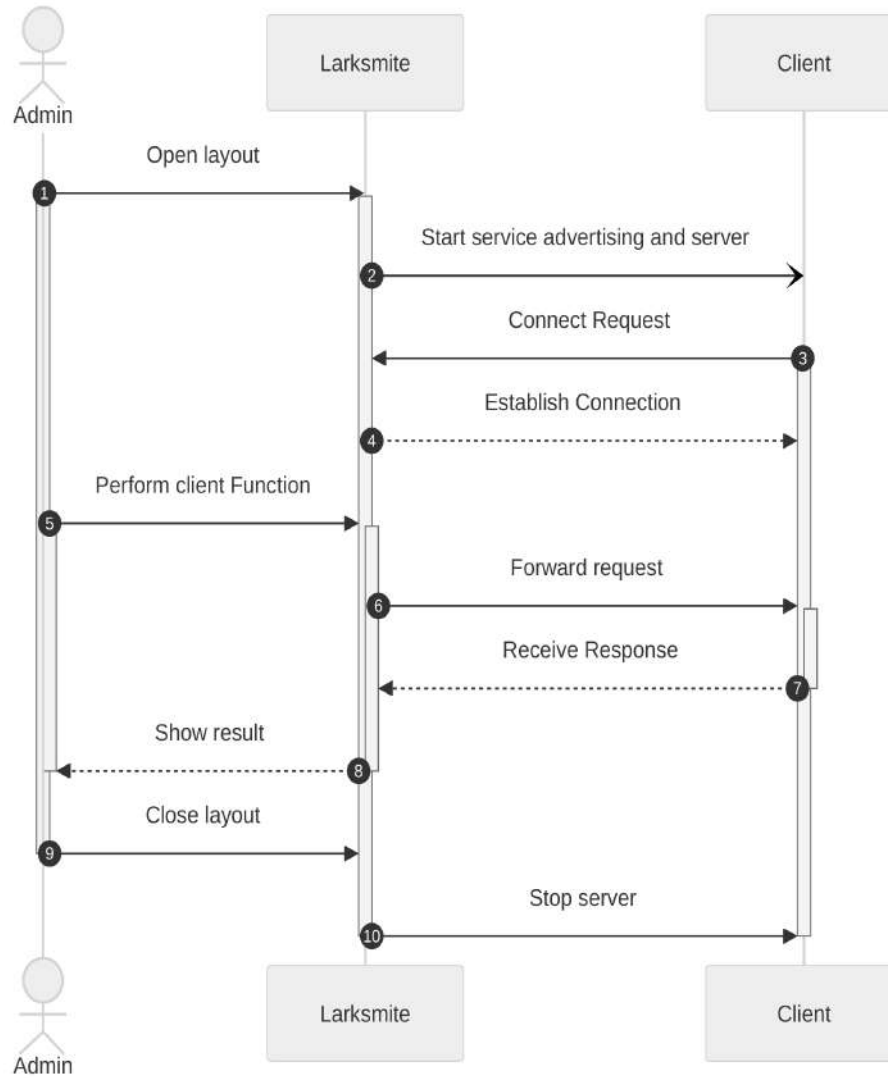 Larksmite
Client
Admin
Open layout
1
Start service advertising and server
2
Connect Request
3
Establish Connection
4
Perform client Function
5
Forward request
6
Receive Response
7
Show result
8
Close layout
9
Stop server
10
Larksmite
Client
Admin